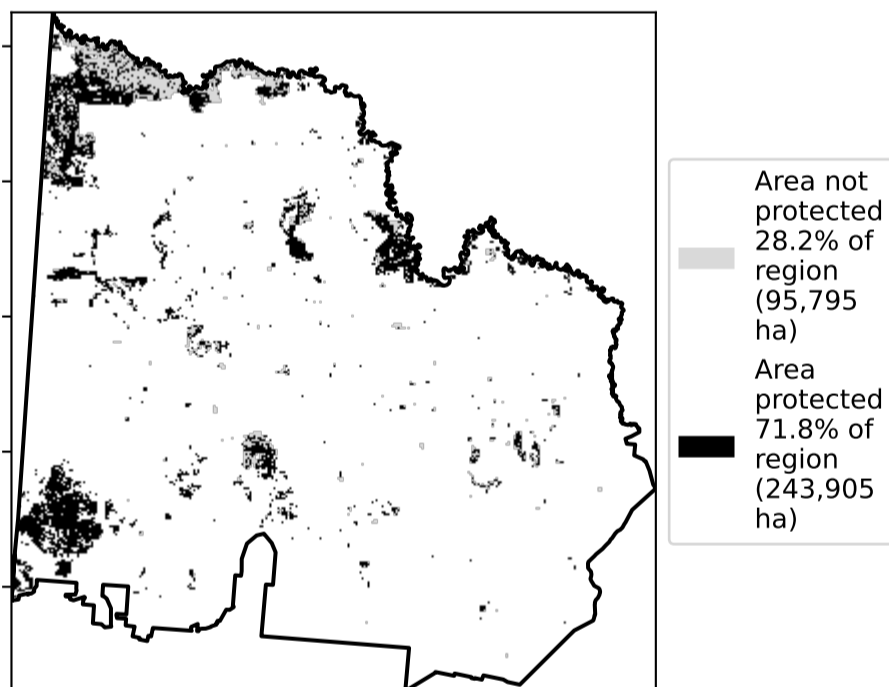 Area not
protected
28.2% of
region
(95,795
ha)
Area
protected
71.8% of
region
(243,905
ha)